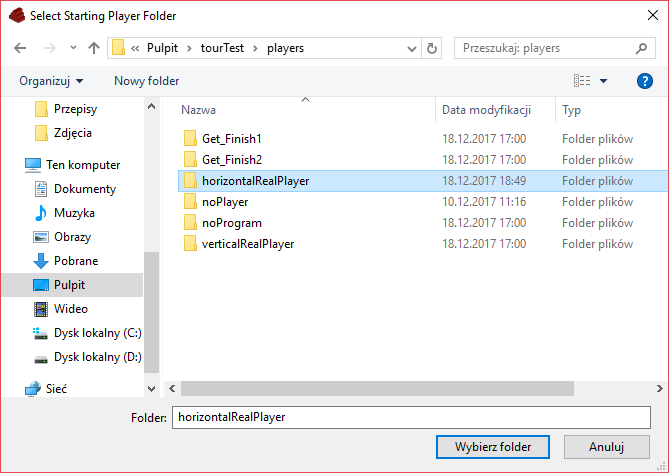 Select Starting Player Folder
« Pulpit > tourTest > players
Przeszukaj: players
Organizuj
Nowy folder
?
Nazwa
Data modyfikacji
Typ
Przepisy
Zdjęcia
Ten komputer
Dokumenty
Muzyka
Obrazy
Pobrane
Pulpit
Wideo
Dysk lokalny (C:)
Dysk lokalny (D:)
Sieć
Get_Finish1 18.12.2017 17:00 Folder plików
Get_Finish2 18.12.2017 17:00 Folder plików
horizontalRealPlayer 18.12.2017 18:49 Folder plików
noPlayer 10.12.2017 11:16 Folder plików
noProgram 18.12.2017 17:00 Folder plików
verticalRealPlayer 18.12.2017 17:00 Folder plików
Folder: horizontalRealPlayer
Wybierz folder
Anuluj